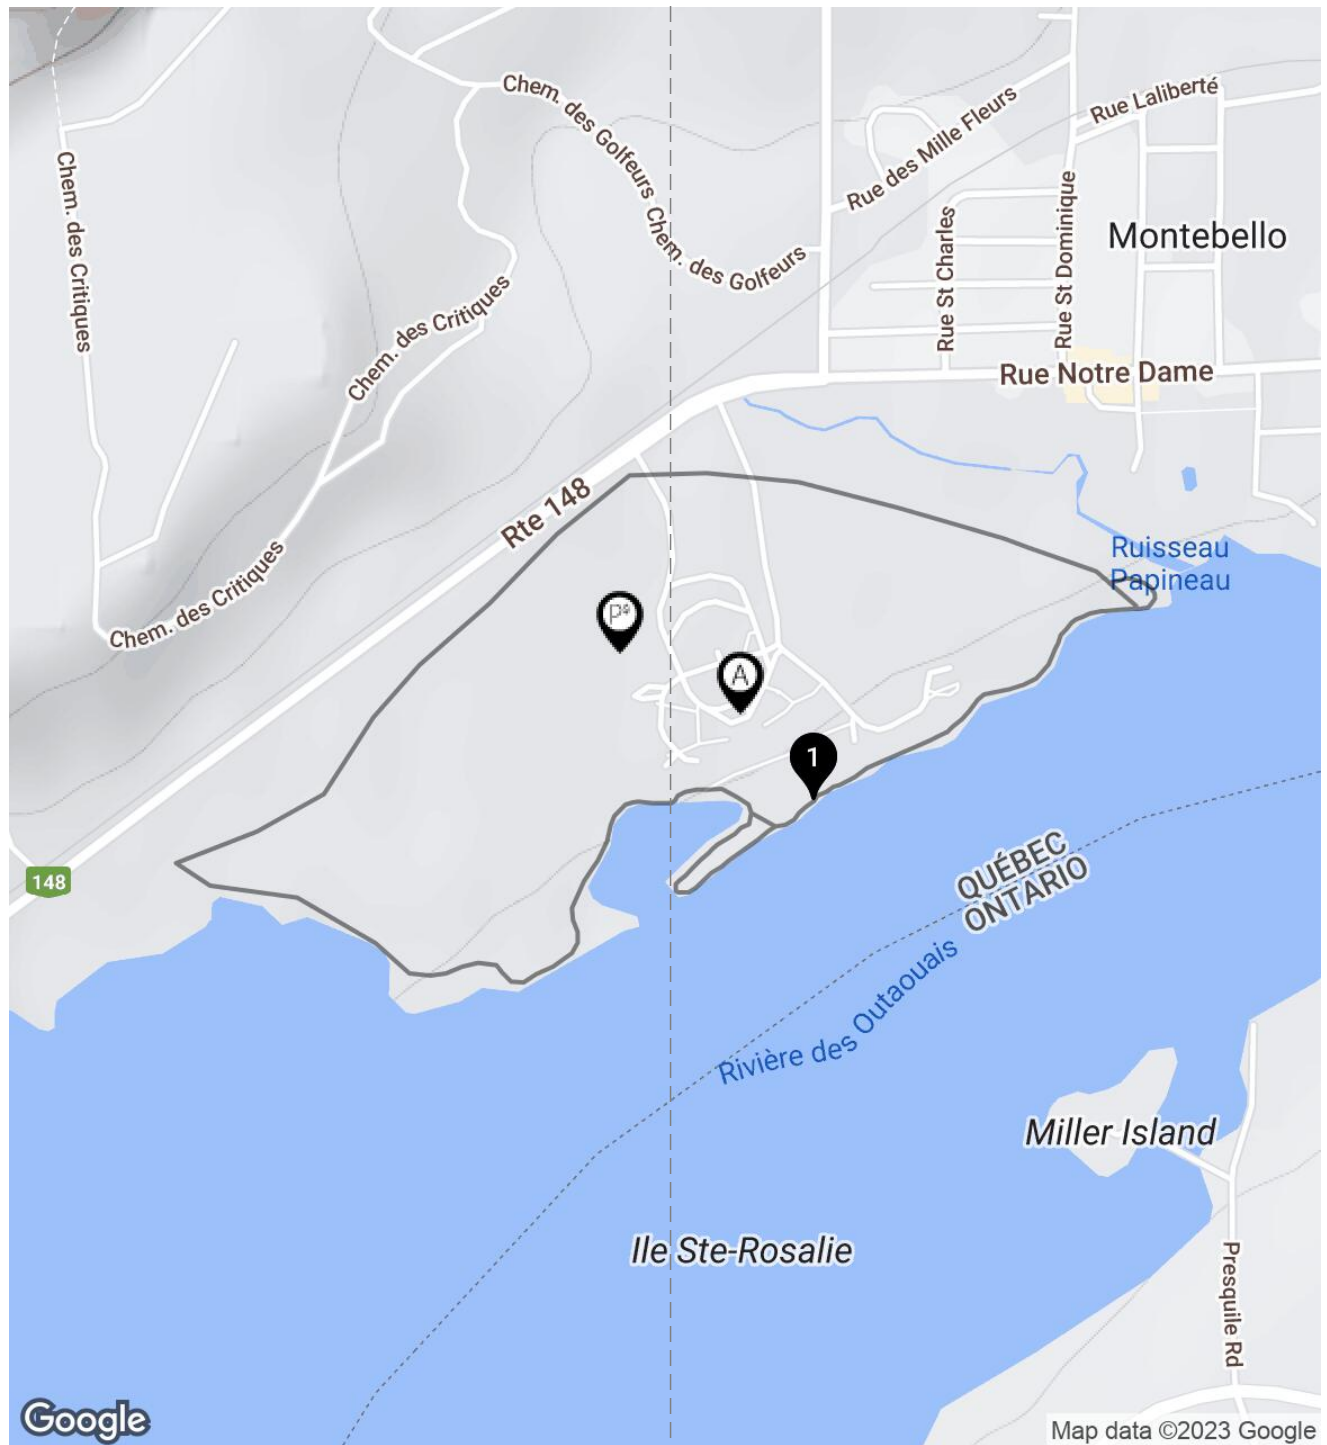 Chem. des Golfeurs
Chem. des Golfeurs
Rue des Mille Fleurs
Rue Laliberté
Chem. des Critiques
Rue St Charles
Rue St Dominique
Montebello
Chem. des Critiques
Rue Notre Dame
Rte 148
Chem. des Critiques
Ruisseau
Papineau
P
A
1
148
QUÉBEC
ONTARIO
Rivière des Outaouais
Miller Island
Ile Ste-Rosalie
Presquile Rd
Google
Map data ©2023 Google